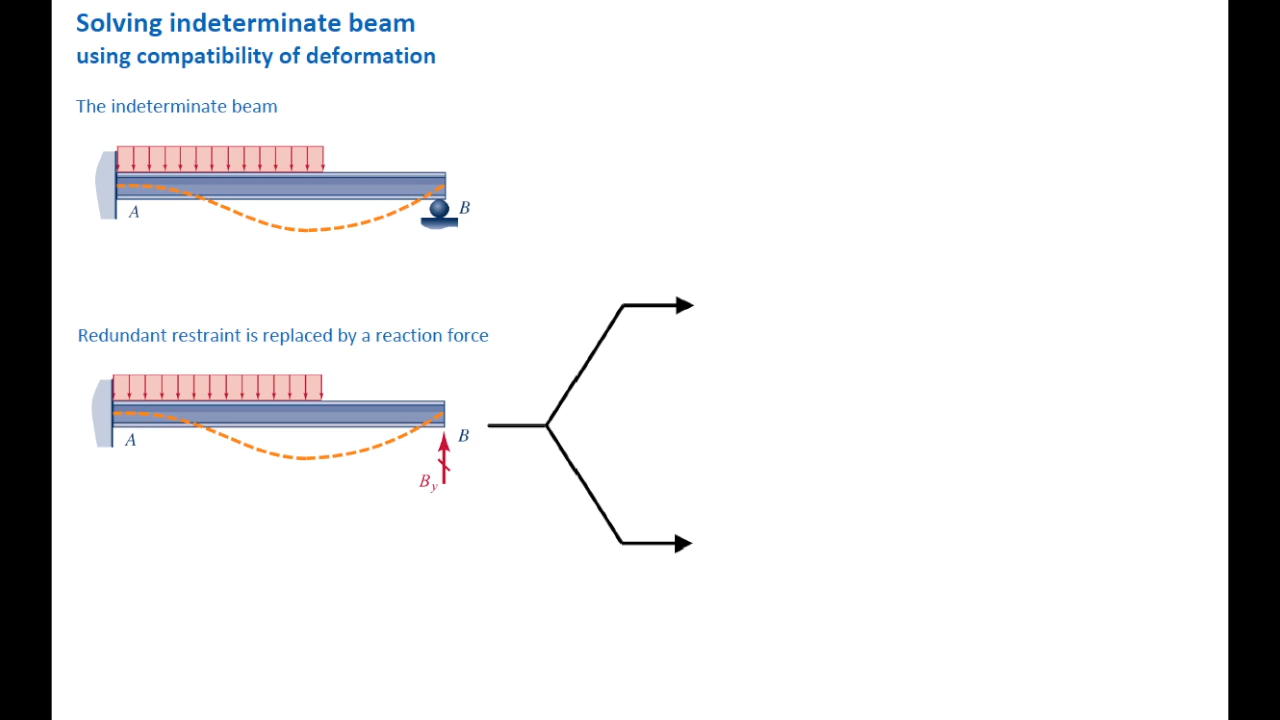 Solving indeterminate beam
using compatibility of deformation
The indeterminate beam
A
B
Redundant restraint is replaced by a reaction force
A
B
By